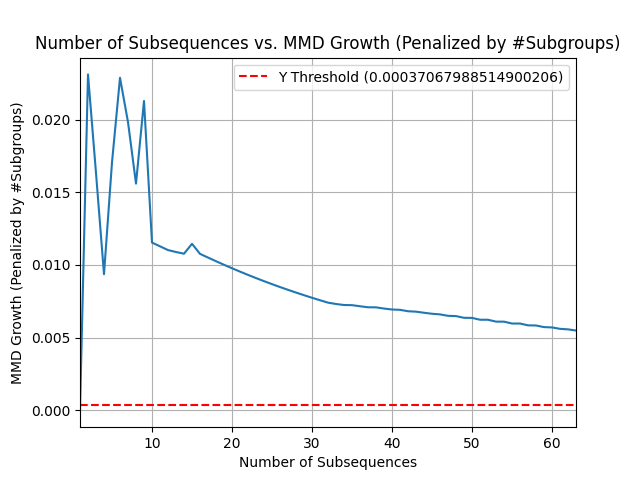 Number of Subsequences vs. MMD Growth (Penalized by #Subgroups)
Y Threshold (0.00037067988514900206)
MMD Growth (Penalized by #Subgroups)
0.020
0.015
0.010
0.005
0.000
10 20 30 40 50 60
Number of Subsequences